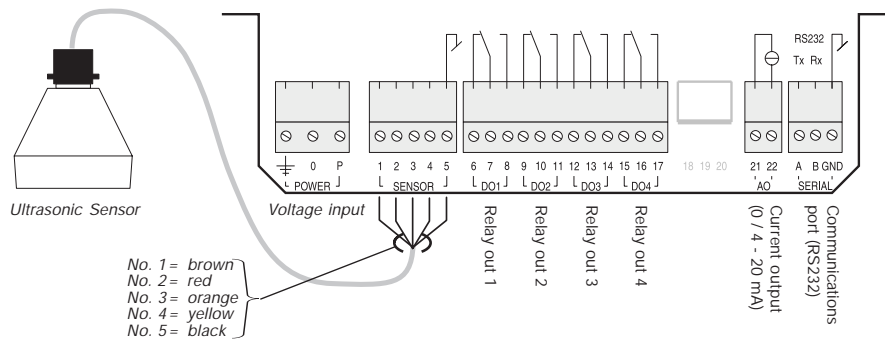 RS232
Tx Rx
0 P 1 2 3 4 5 6 7 8 9 10 11 12 13 14 15 16 17 18 19 20 21 22 A B GND
POWER SENSOR DO1 DO2 DO3 DO4 AO SERIAL
Ultrasonic Sensor
Voltage input
Relay out 1
Relay out 2
Relay out 3
Relay out 4
Current output
(0 / 4 - 20 mA)
Communications
port (RS232)
No. 1 = brown
No. 2 = red
No. 3 = orange
No. 4 = yellow
No. 5 = black